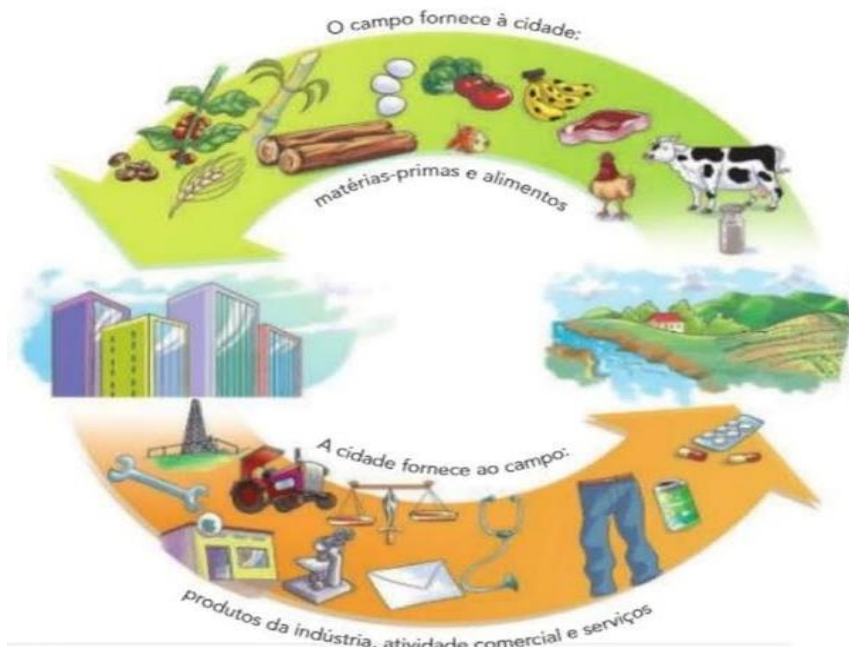 O campo fornece à cidade:
matérias-primas e alimentos
A cidade fornece ao campo:
produtos da indústria, atividade comercial e serviços